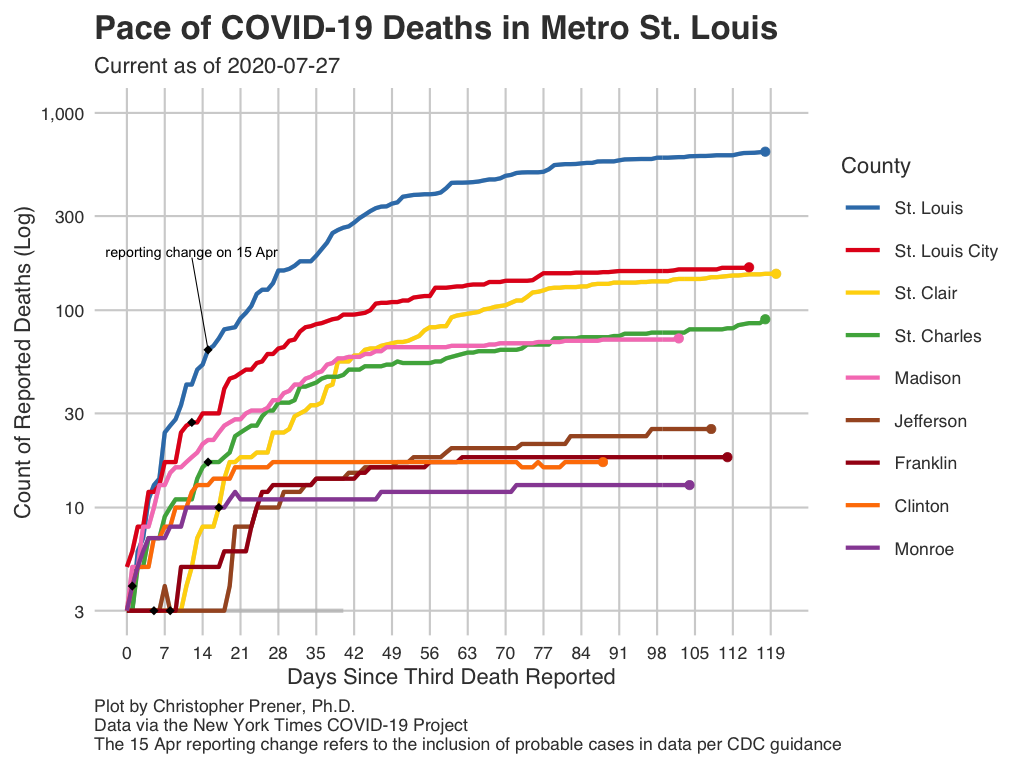 Pace of COVID-19 Deaths in Metro St. Louis
Current as of 2020-07-27
Count of Reported Deaths (Log)
1,000
300
100
30
10
3
reporting change on 15 Apr
0 7 14 21 28 35 42 49 56 63 70 77 84 91 98 105 112 119
Days Since Third Death Reported
County
St. Louis
St. Louis City
St. Clair
St. Charles
Madison
Jefferson
Franklin
Clinton
Monroe
Plot by Christopher Prener, Ph.D.
Data via the New York Times COVID-19 Project
The 15 Apr reporting change refers to the inclusion of probable cases in data per CDC guidance